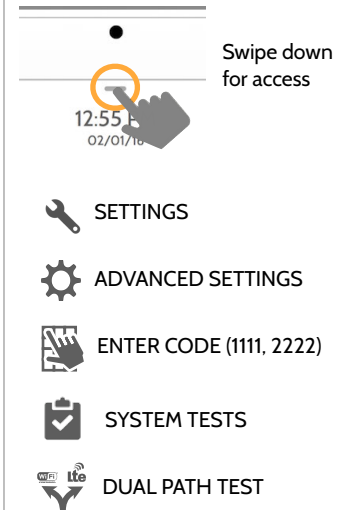 Swipe down
for access
12:55
02/01/
SETTINGS
ADVANCED SETTINGS
ENTER CODE (1111, 2222)
SYSTEM TESTS
WiFi lte
DUAL PATH TEST